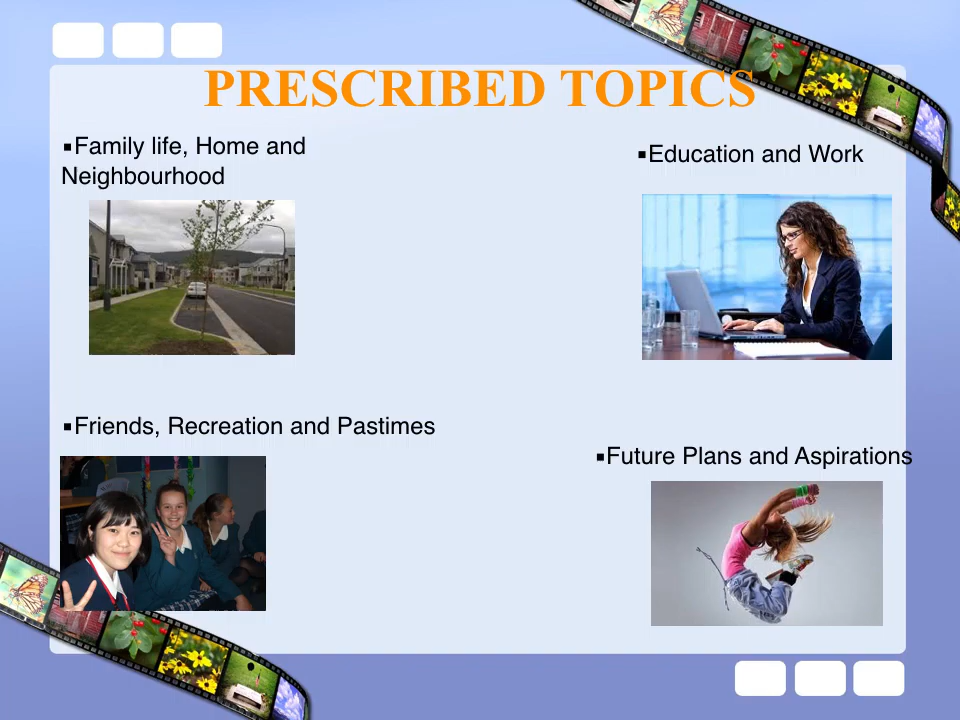 PRESCRIBED TOPICS
▪Family life, Home and
Neighbourhood
▪Education and Work
▪Friends, Recreation and Pastimes
▪Future Plans and Aspirations